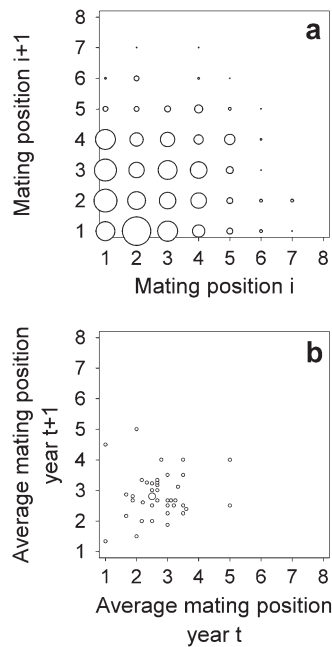 a
Mating position i+1
8
7
6
5
4
3
2
1
1 2 3 4 5 6 7 8
Mating position i
b
Average mating position
year t+1
8
7
6
5
4
3
2
1
1 2 3 4 5 6 7 8
Average mating position
year t